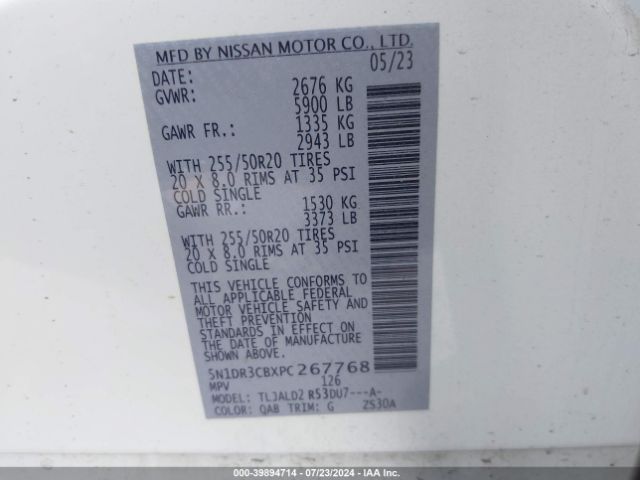 MFD BY NISSAN MOTOR CO., LTD.
DATE: 05/23
GVWR: 2676 KG
5900 LB
GAWR FR.: 1335 KG
2943 LB
WITH 255/50R20 TIRES
20 X 8.0 RIMS AT 35 PSI
COLD SINGLE
GAWR RR.: 1530 KG
3373 LB
WITH 255/50R20 TIRES
20 X 8.0 RIMS AT 35 PSI
COLD SINGLE
THIS VEHICLE CONFORMS TO
ALL APPLICABLE FEDERAL
MOTOR VEHICLE SAFETY AND
THEFT PREVENTION
STANDARDS IN EFFECT ON
THE DATE OF MANUFACTURE
SHOWN ABOVE.
5N1DR3CBXPC267768
MPV 126
MODEL: TLJALD2 R53DU7---A-
COLOR: QAB TRIM: G ZS30A
000-39894714 / 07/23/2024 - IAA Inc.